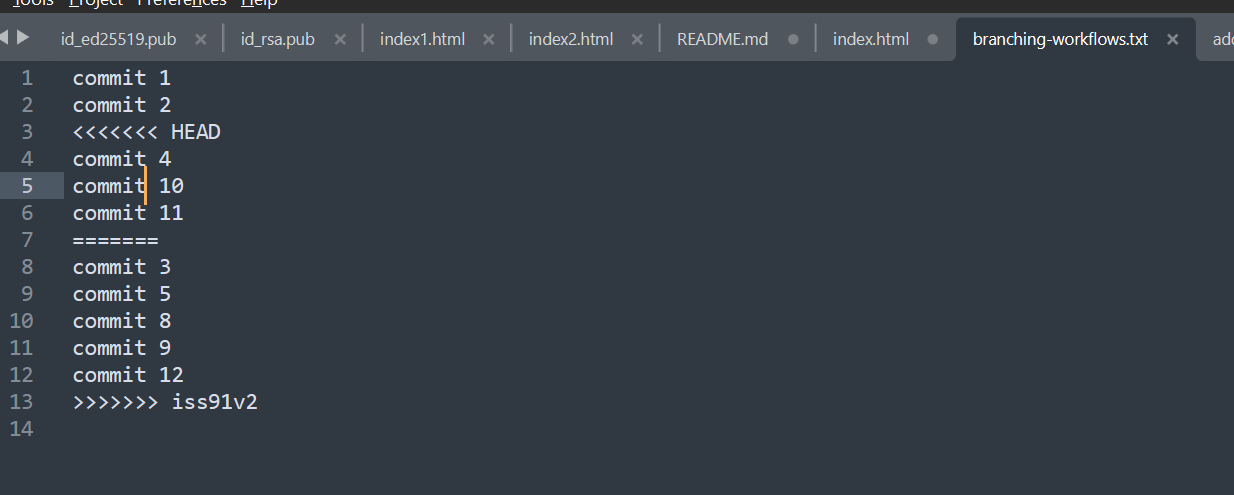 Tools Project Preferences Help
id_ed25519.pub × id_rsa.pub × index1.html × index2.html × README.md index.html branching-workflows.txt ×
1 commit 1
2 commit 2
3 <<<<<<< HEAD
4 commit 4
5 commit 10
6 commit 11
7 =======
8 commit 3
9 commit 5
10 commit 8
11 commit 9
12 commit 12
13 >>>>>>> iss91v2
14